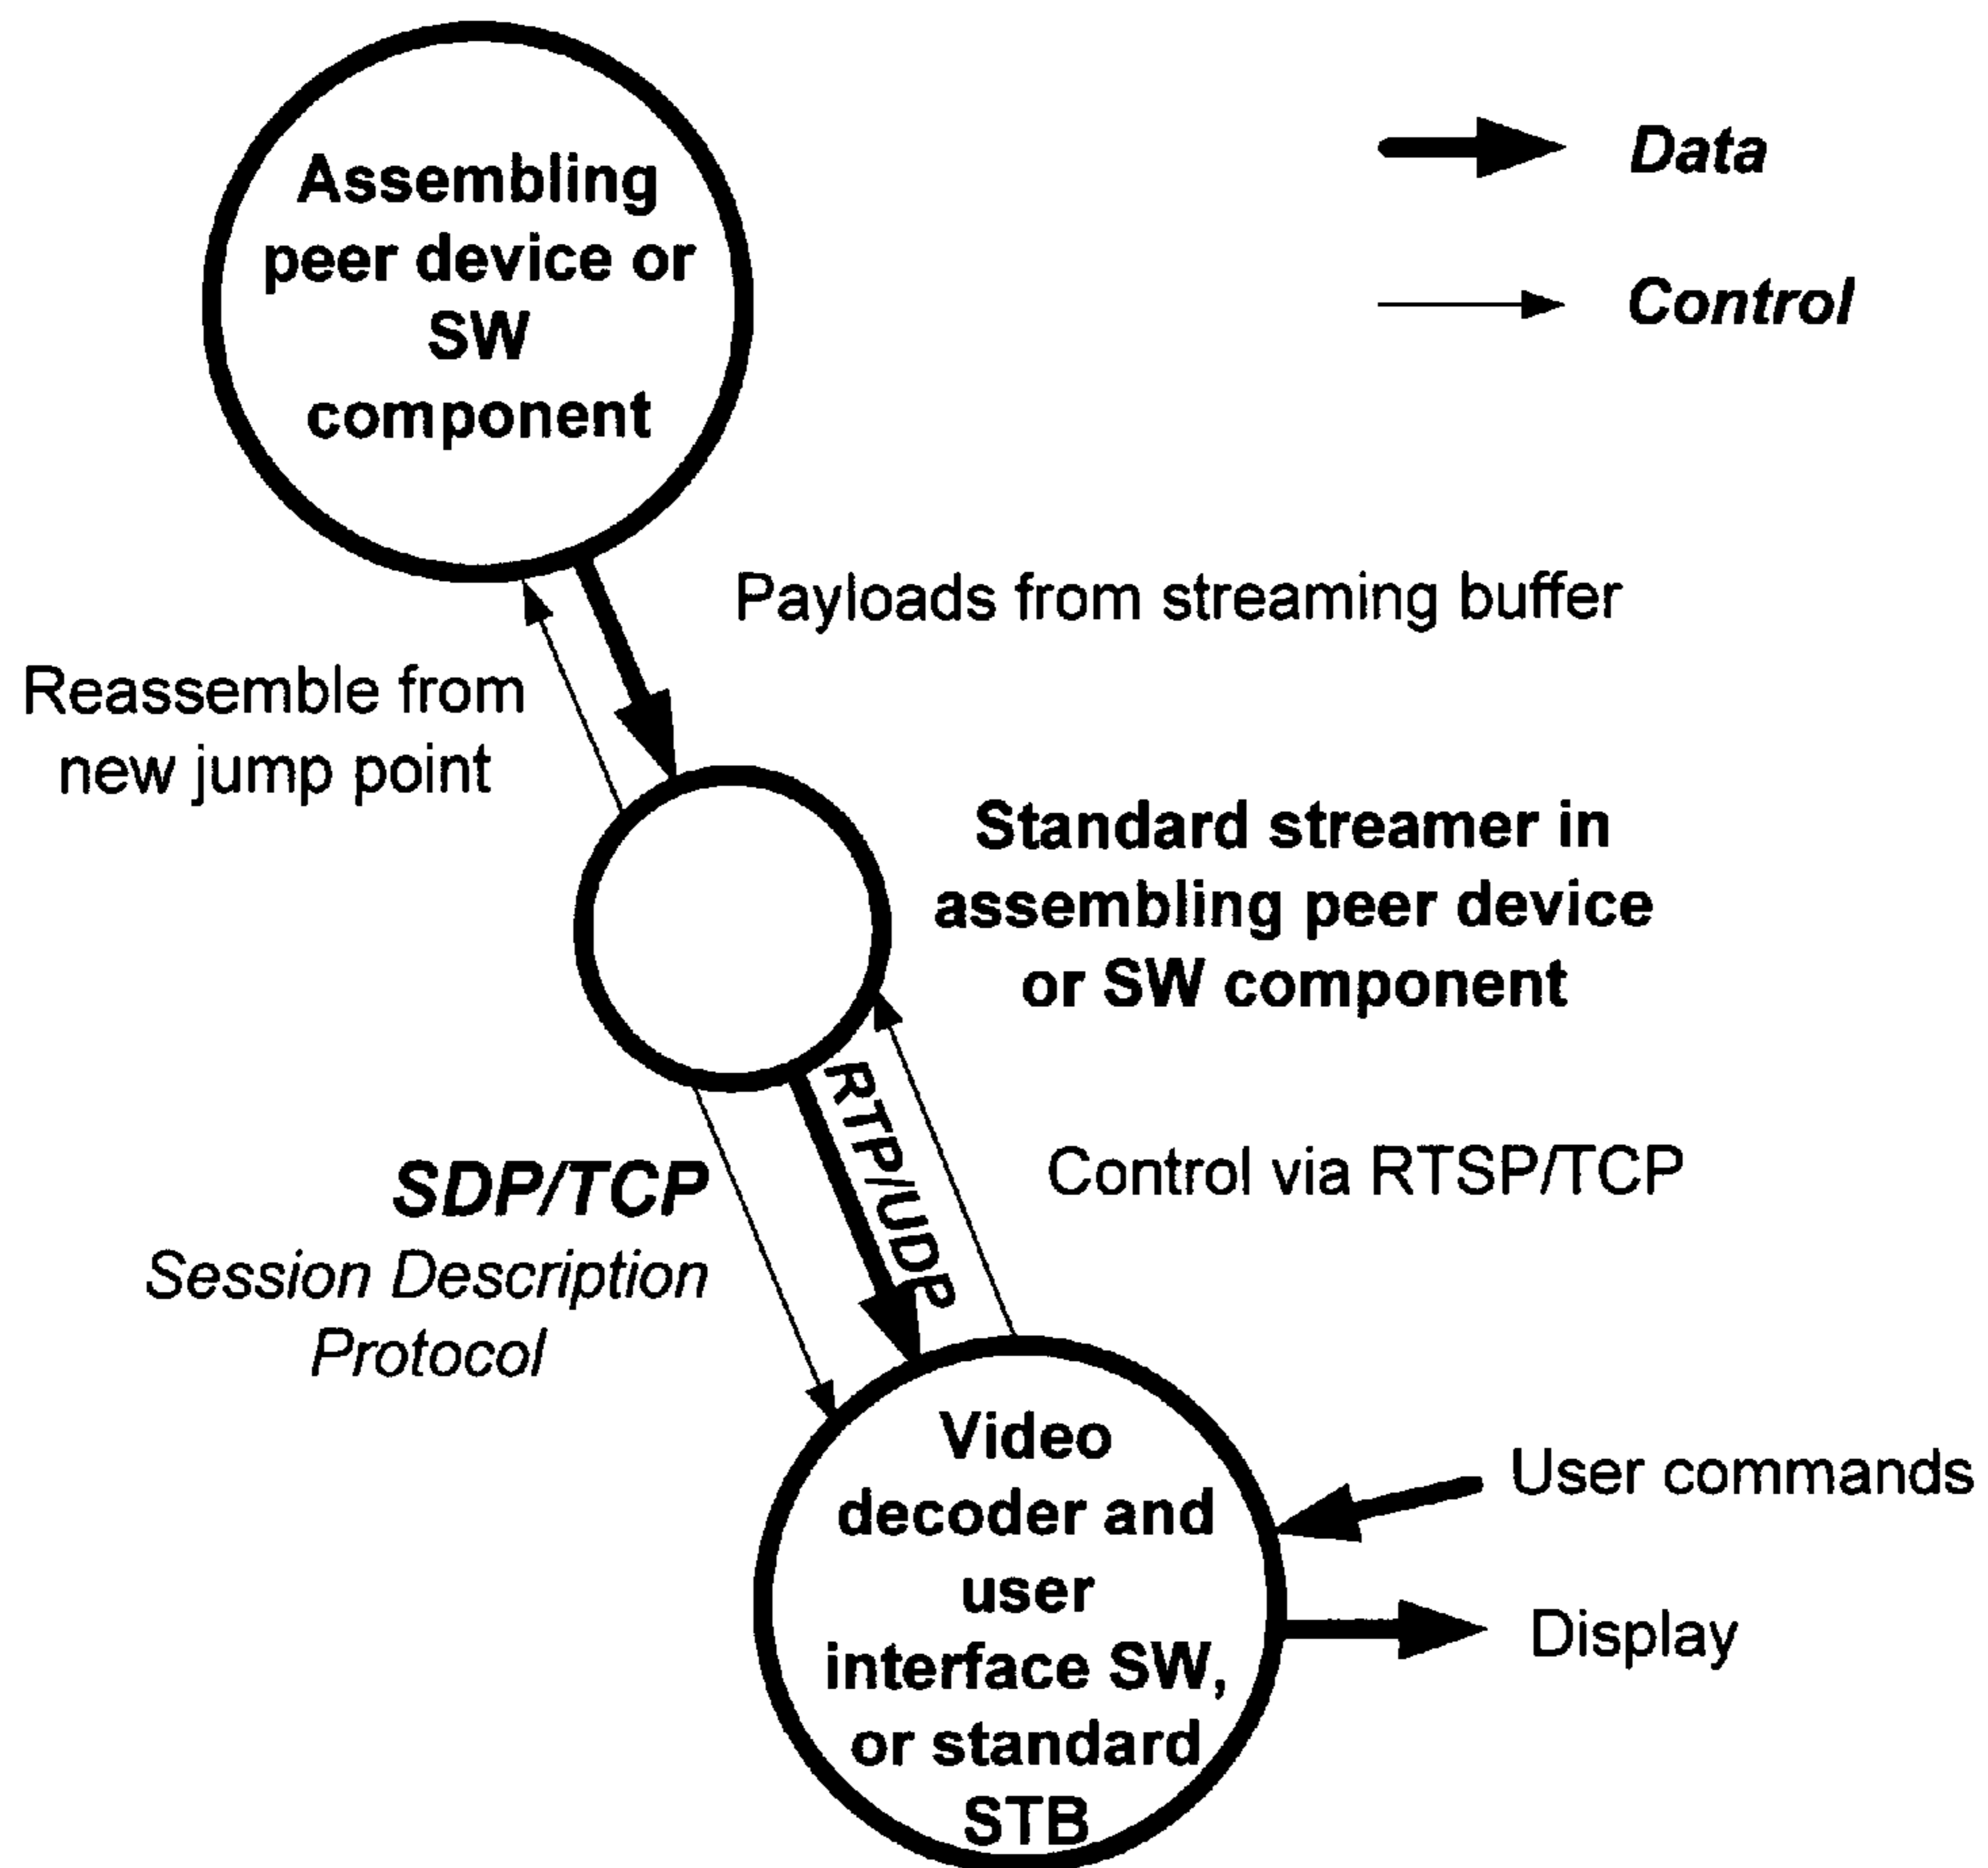 Assembling
peer device or
SW
component
Data
Control
Payloads from streaming buffer
Reassemble from
new jump point
Standard streamer in
assembling peer device
or SW component
RTP/UDP
SDP/TCP
Session Description
Protocol
Control via RTSP/TCP
Video
decoder and
user
interface SW,
or standard
STB
User commands
Display